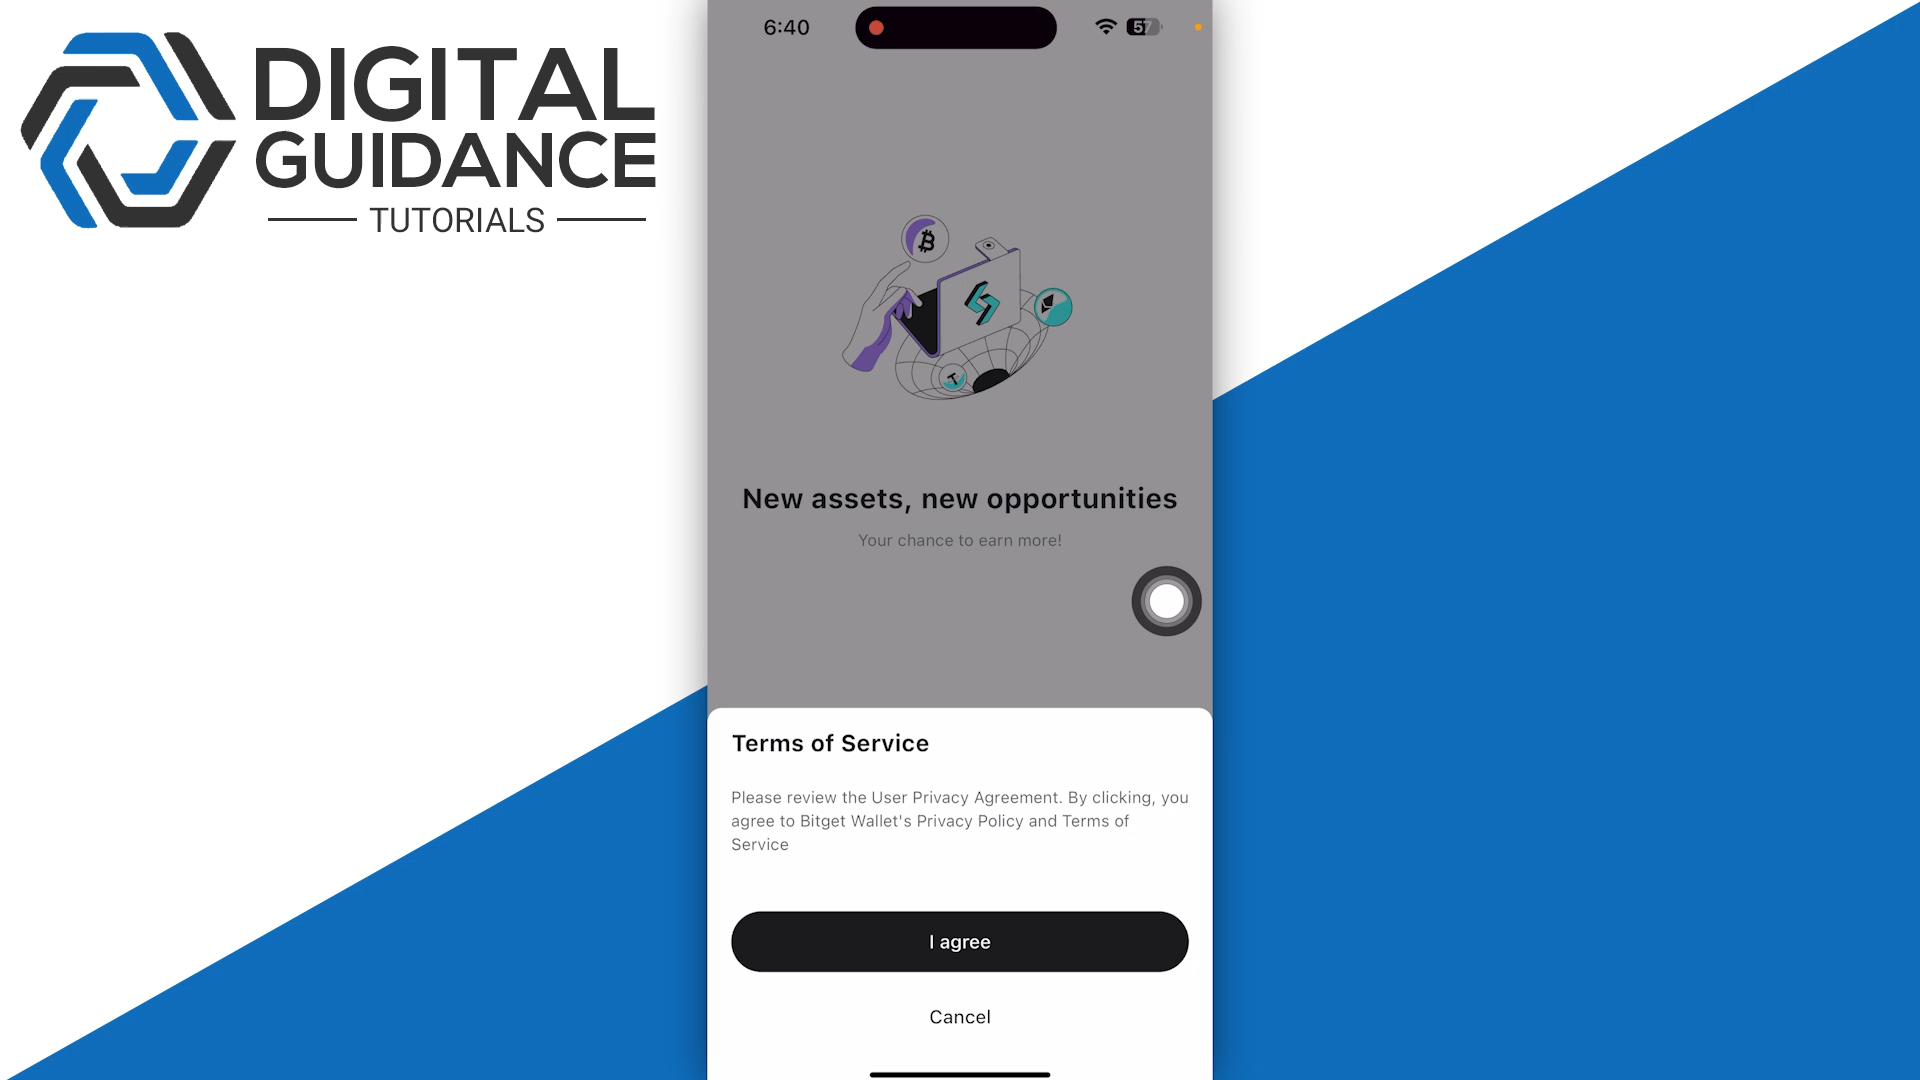 DIGITAL
GUIDANCE
TUTORIALS
6:40
57
New assets, new opportunities
Your chance to earn more!
Terms of Service
Please review the User Privacy Agreement. By clicking, you
agree to Bitget Wallet's Privacy Policy and Terms of
Service
I agree
Cancel